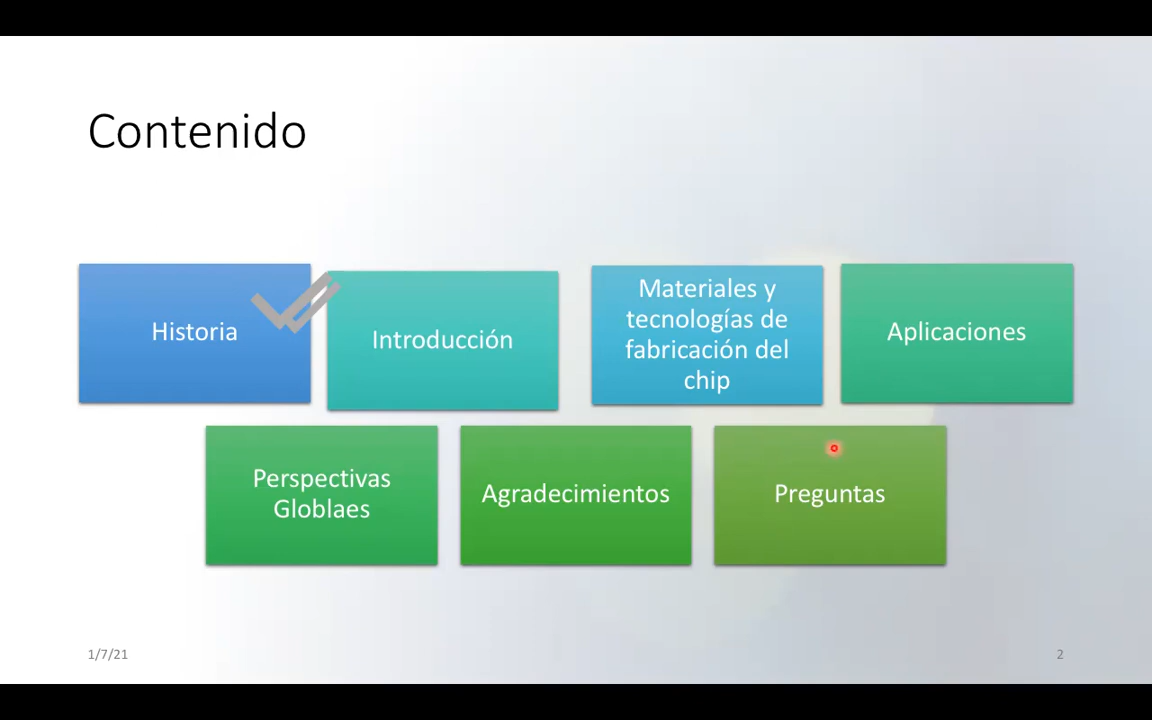 Contenido
Historia
Introducción
Materiales y
tecnologías de
fabricación del
chip
Aplicaciones
Perspectivas
Globlaes
Agradecimientos
Preguntas
1/7/21
2